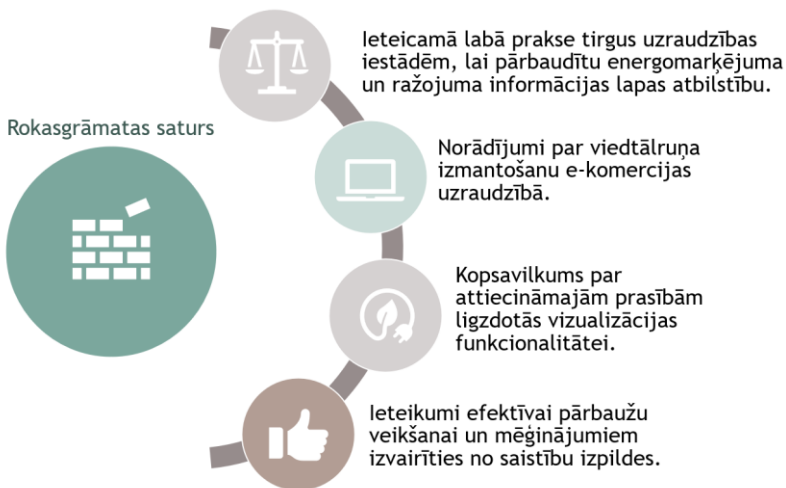 Rokasgrāmatas saturs
Ieteicamā labā prakse tirgus uzraudzības
iestādēm, lai pārbaudītu energomarķējuma
un ražojuma informācijas lapas atbilstību.
Norādījumi par viedtālruņa
izmantošanu e-komercijas
uzraudzībā.
Kopsavilkums par
attiecināmajām prasībām
ligzdotās vizualizācijas
funkcionalitātei.
Ieteikumi efektīvai pārbaužu
veikšanai un mēģinājumiem
izvairīties no saistību izpildes.